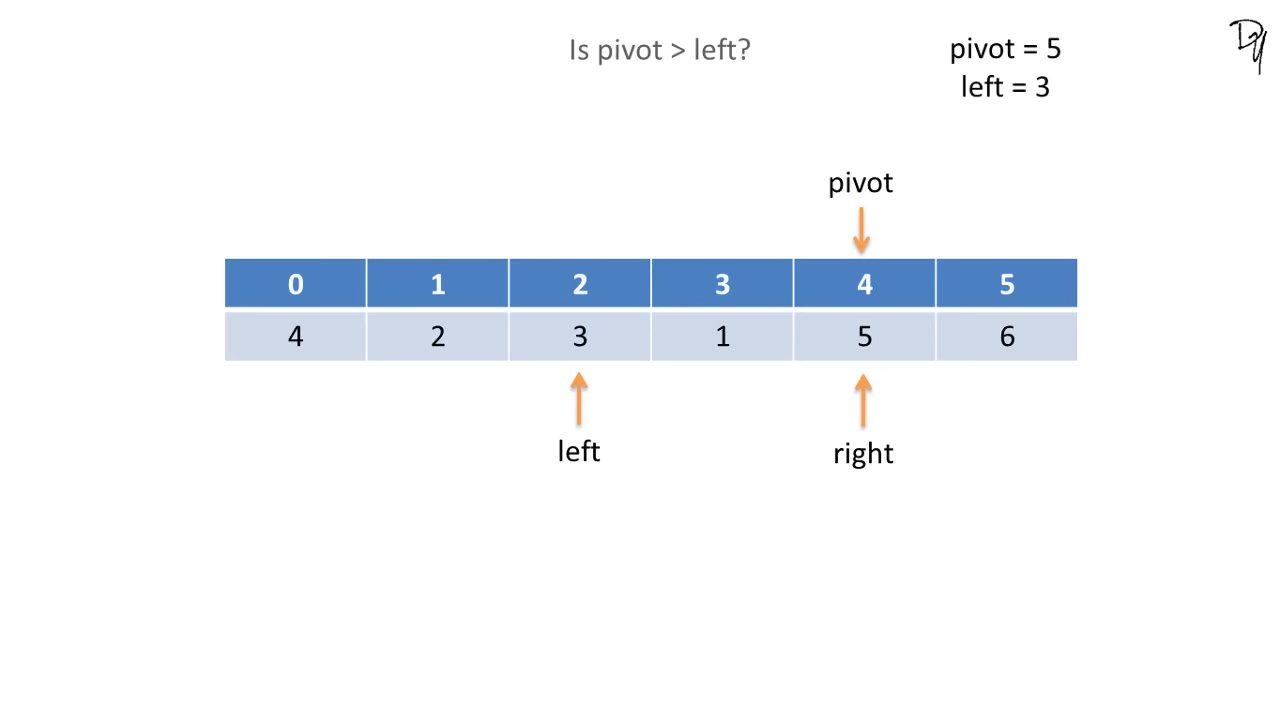 Is pivot > left?
pivot = 5
left = 3
pivot
0 1 2 3 4 5
4 2 3 1 5 6
left right